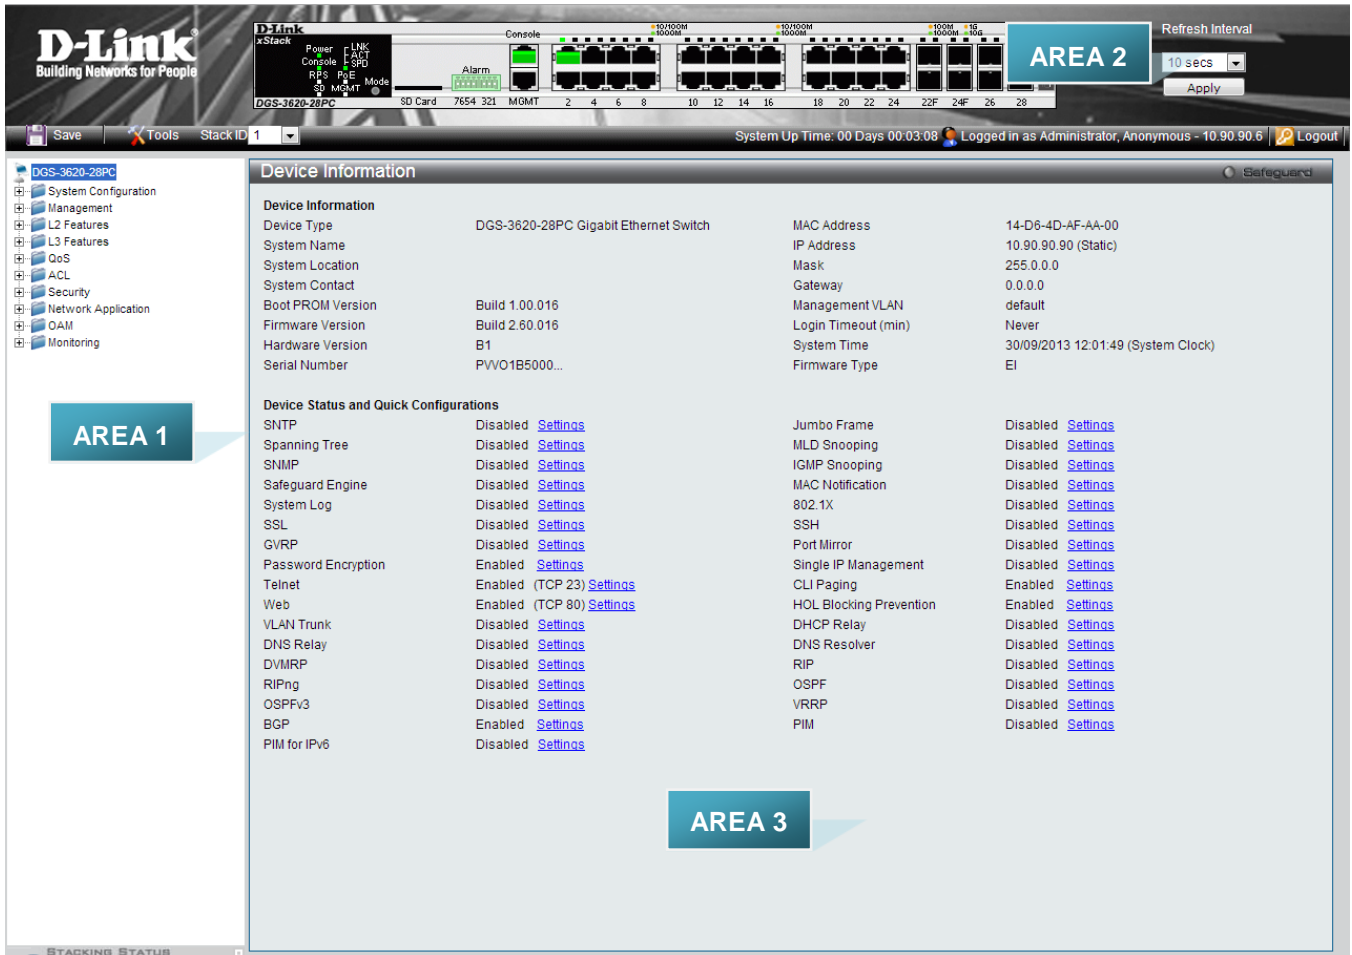 D-Link
Building Networks for People
D-Link
xStack
Power LNK
ACT
Console SPD
RPS PoE
SD MGMT
Mode
DGS-3620-28PC
SD Card
Alarm
7654 321
Console
MGMT
10/100M
1000M
10/100M
1000M
100M 1G
1000M 10G
2 4 6 8 10 12 14 16 18 20 22 24 22F 24F 26 28
AREA 2
Refresh Interval
10 secs
Apply
Save Tools Stack ID 1 System Up Time: 00 Days 00:03:08 Logged in as Administrator, Anonymous - 10.90.90.6 Logout
DGS-3620-28PC
System Configuration
Management
L2 Features
L3 Features
QoS
ACL
Security
Network Application
OAM
Monitoring
AREA 1
STACKING STATUS
Device Information
Safeguard
Device Information
Device Type DGS-3620-28PC Gigabit Ethernet Switch MAC Address 14-D6-4D-AF-AA-00
System Name IP Address 10.90.90.90 (Static)
System Location Mask 255.0.0.0
System Contact Gateway 0.0.0.0
Boot PROM Version Build 1.00.016 Management VLAN default
Firmware Version Build 2.60.016 Login Timeout (min) Never
Hardware Version B1 System Time 30/09/2013 12:01:49 (System Clock)
Serial Number PVVO1B5000... Firmware Type EI
Device Status and Quick Configurations
SNTP Disabled Settings Jumbo Frame Disabled Settings
Spanning Tree Disabled Settings MLD Snooping Disabled Settings
SNMP Disabled Settings IGMP Snooping Disabled Settings
Safeguard Engine Disabled Settings MAC Notification Disabled Settings
System Log Disabled Settings 802.1X Disabled Settings
SSL Disabled Settings SSH Disabled Settings
GVRP Disabled Settings Port Mirror Disabled Settings
Password Encryption Enabled Settings Single IP Management Disabled Settings
Telnet Enabled (TCP 23) Settings CLI Paging Enabled Settings
Web Enabled (TCP 80) Settings HOL Blocking Prevention Enabled Settings
VLAN Trunk Disabled Settings DHCP Relay Disabled Settings
DNS Relay Disabled Settings DNS Resolver Disabled Settings
DVMRP Disabled Settings RIP Disabled Settings
RIPng Disabled Settings OSPF Disabled Settings
OSPFv3 Disabled Settings VRRP Disabled Settings
BGP Enabled Settings PIM Disabled Settings
PIM for IPv6 Disabled Settings
AREA 3